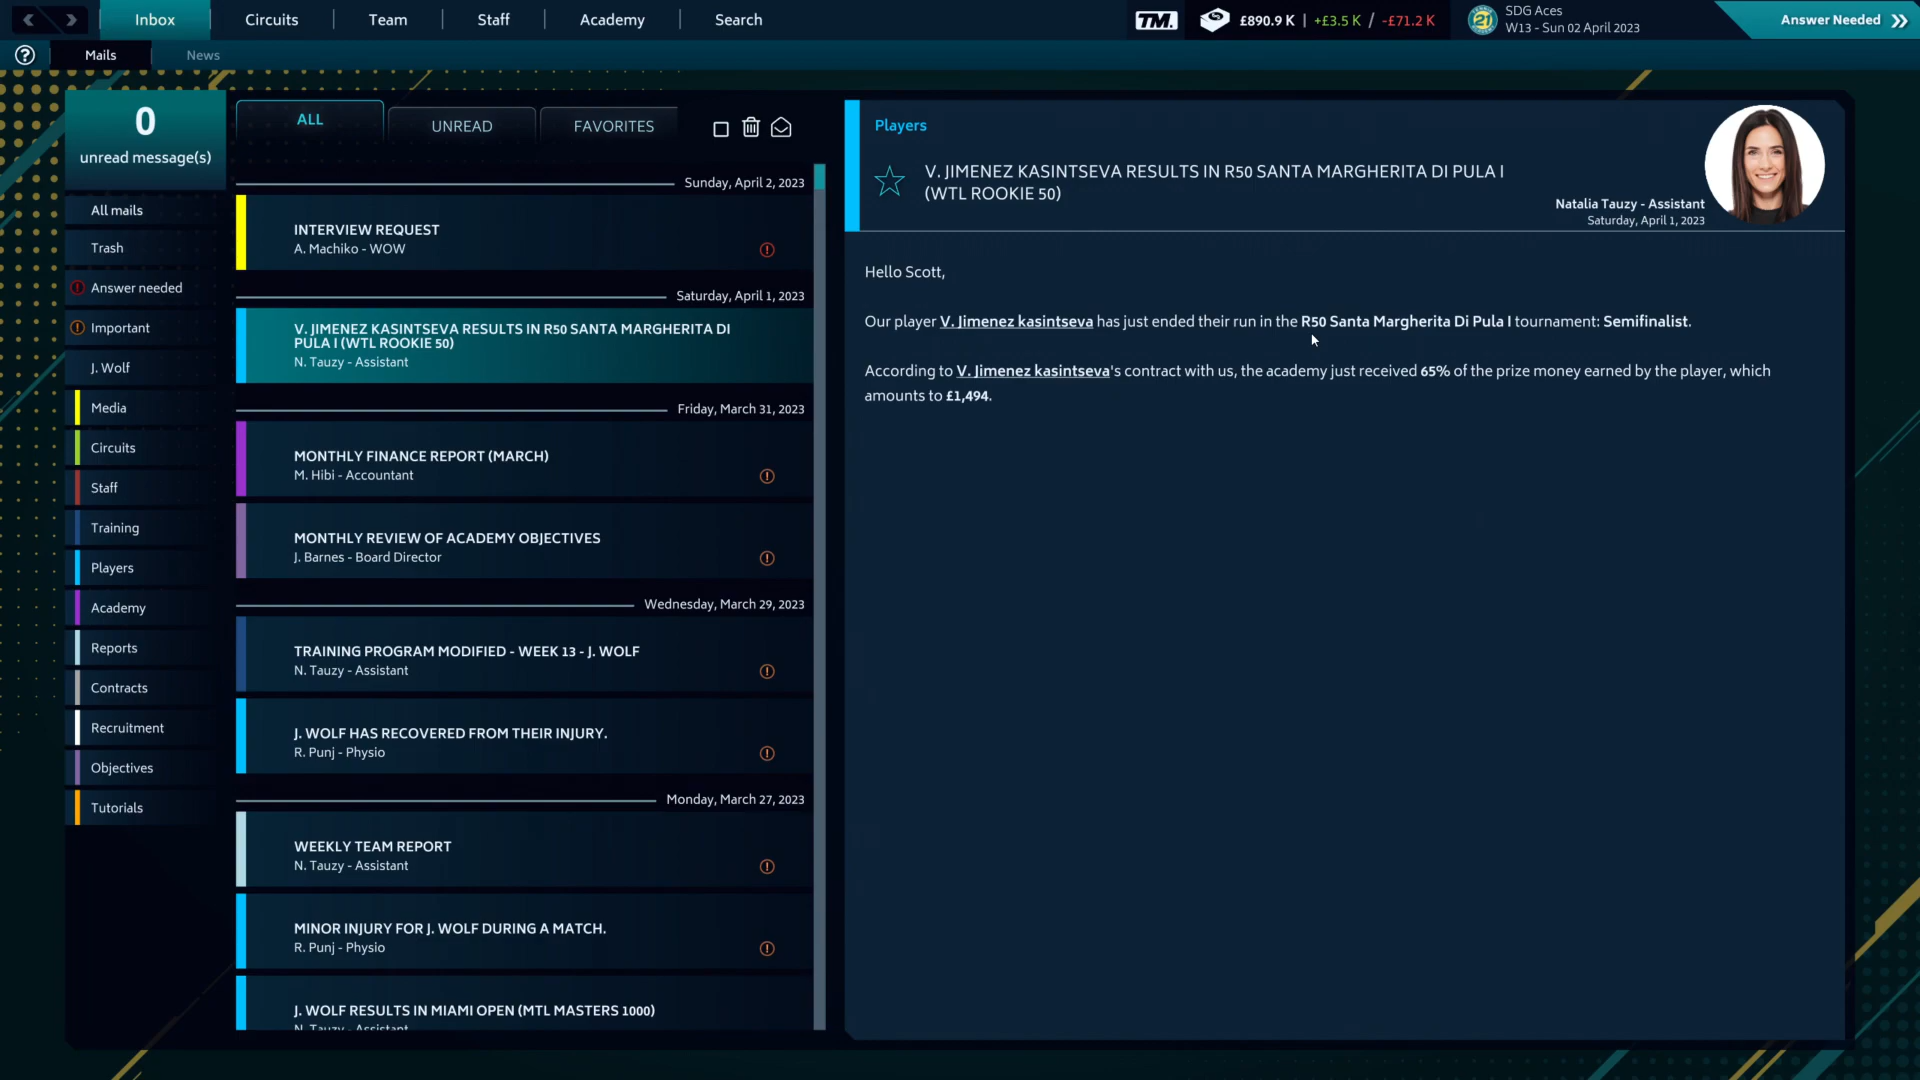 Inbox
Circuits
Team
Staff
Academy
Search
TM.
£890.9 K | +£3.5 K / -£71.2 K
21
SDG Aces
W13 - Sun 02 April 2023
Answer Needed
?
Mails
News
0
unread message(s)
All mails
Trash
Answer needed
Important
J. Wolf
Media
Circuits
Staff
Training
Players
Academy
Reports
Contracts
Recruitment
Objectives
Tutorials
ALL
UNREAD
FAVORITES
Sunday, April 2, 2023
INTERVIEW REQUEST
A. Machiko - WOW
Saturday, April 1, 2023
V. JIMENEZ KASINTSEVA RESULTS IN R50 SANTA MARGHERITA DI
PULA I (WTL ROOKIE 50)
N. Tauzy - Assistant
Friday, March 31, 2023
MONTHLY FINANCE REPORT (MARCH)
M. Hibi - Accountant
MONTHLY REVIEW OF ACADEMY OBJECTIVES
J. Barnes - Board Director
Wednesday, March 29, 2023
TRAINING PROGRAM MODIFIED - WEEK 13 - J. WOLF
N. Tauzy - Assistant
J. WOLF HAS RECOVERED FROM THEIR INJURY.
R. Punj - Physio
Monday, March 27, 2023
WEEKLY TEAM REPORT
N. Tauzy - Assistant
MINOR INJURY FOR J. WOLF DURING A MATCH.
R. Punj - Physio
J. WOLF RESULTS IN MIAMI OPEN (MTL MASTERS 1000)
N. Tauzy - Assistant
Players
V. JIMENEZ KASINTSEVA RESULTS IN R50 SANTA MARGHERITA DI PULA I
(WTL ROOKIE 50)
Natalia Tauzy - Assistant
Saturday, April 1, 2023
Hello Scott,
Our player V. Jimenez kasintseva has just ended their run in the R50 Santa Margherita Di Pula I tournament: Semifinalist.
According to V. Jimenez kasintseva's contract with us, the academy just received 65% of the prize money earned by the player, which
amounts to £1,494.